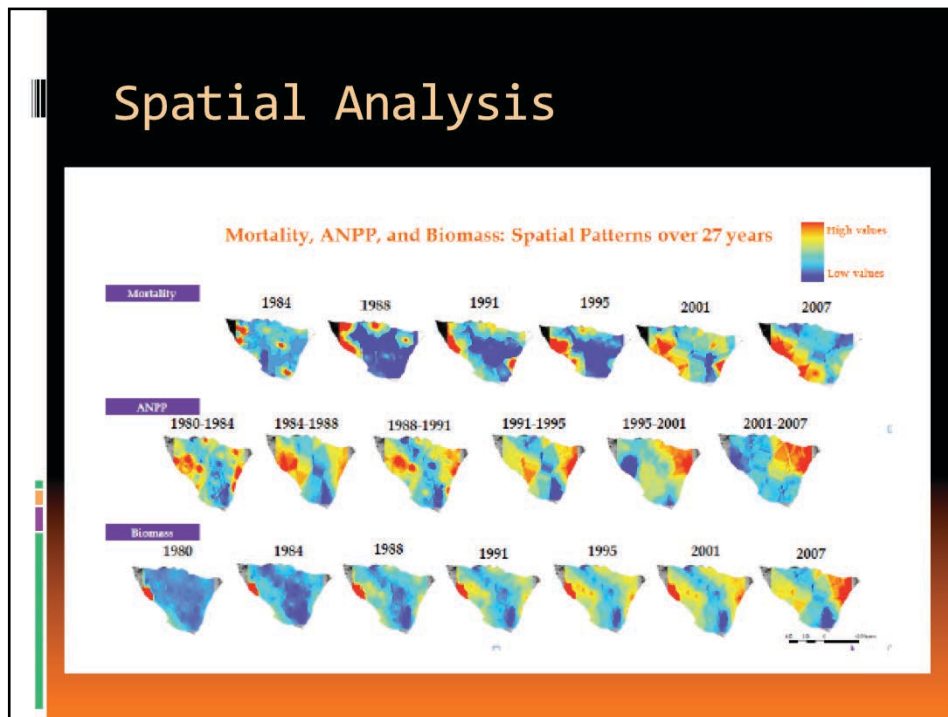 Spatial Analysis
Mortality, ANPP, and Biomass: Spatial Patterns over 27 years
High values
Low values
Mortality
1984 1988 1991 1995 2001 2007
ANPP
1980-1984 1984-1988 1988-1991 1991-1995 1995-2001 2001-2007
Biomass
1980 1984 1988 1991 1995 2001 2007